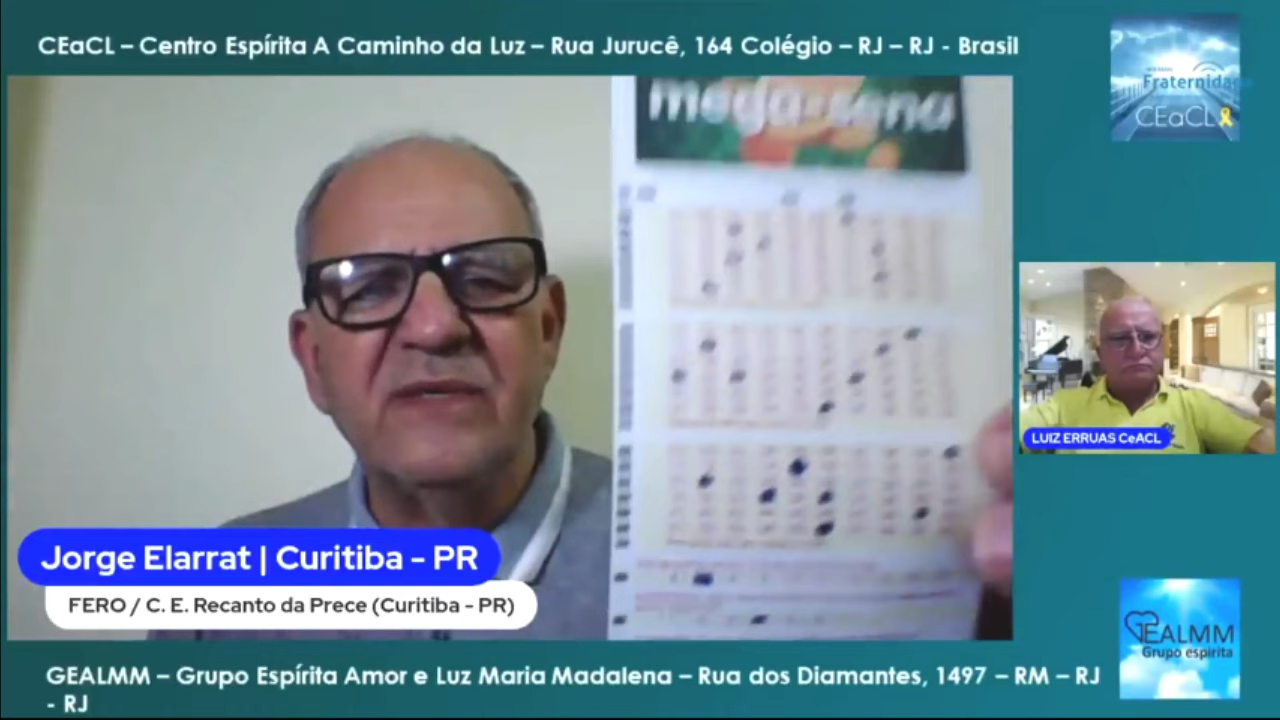 CEaCL – Centro Espírita A Caminho da Luz – Rua Jurucê, 164 Colégio – RJ – RJ - Brasil
Fraternidad
CEaCL
mega-sena
LUIZ ERRUAS CeACL
Jorge Elarrat | Curitiba - PR
FERO / C. E. Recanto da Prece (Curitiba - PR)
GEALMM
Grupo espírita
GEALMM – Grupo Espírita Amor e Luz Maria Madalena – Rua dos Diamantes, 1497 – RM – RJ
- RJ